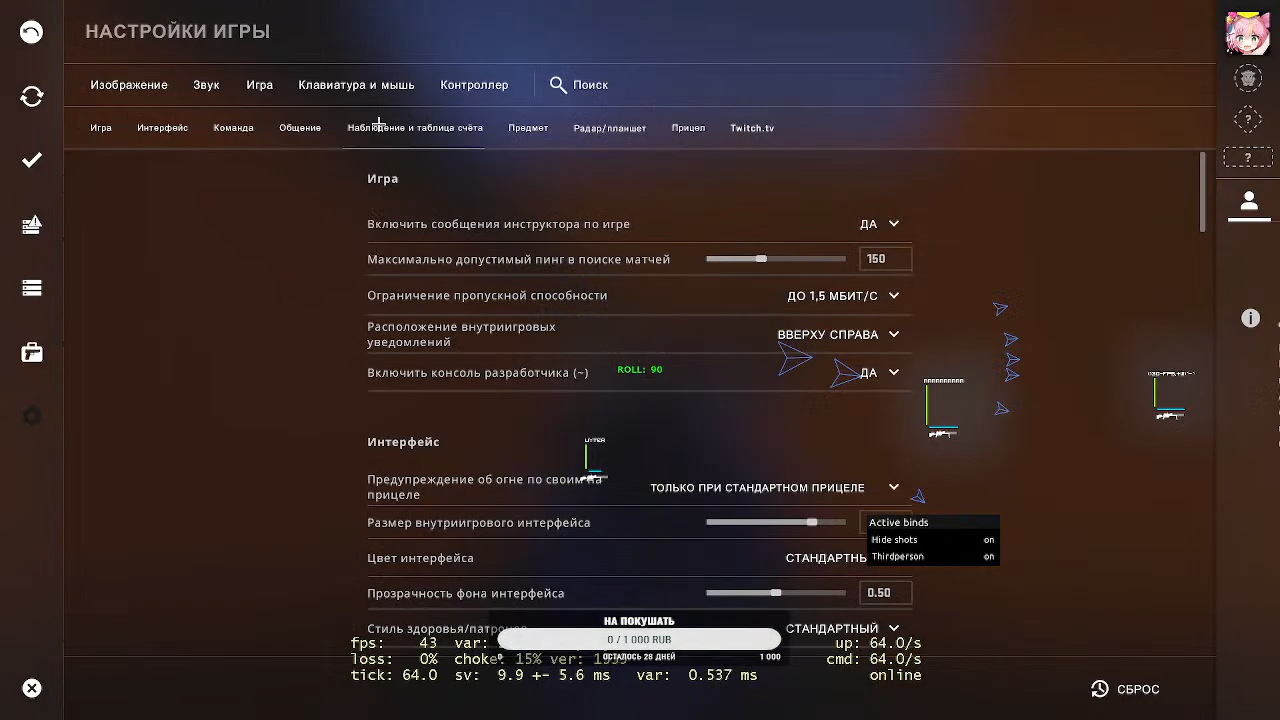 НАСТРОЙКИ ИГРЫ
Изображение Звук Игра Клавиатура и мышь Контроллер Поиск
Игра Интерфейс Команда Общение Наблюдение и таблица счёта Предмет Радар/планшет Прицел Twitch.tv
?
?
Игра
Включить сообщения инструктора по игре ДА
Максимально допустимый пинг в поиске матчей 150
Ограничение пропускной способности ДО 1,5 МБИТ/С
Расположение внутриигровых
уведомлений ВВЕРХУ СПРАВА
Включить консоль разработчика (~) ДА
ROLL: 90
Интерфейс
UYTER
Предупреждение об огне по своим на
прицеле ТОЛЬКО ПРИ СТАНДАРТНОМ ПРИЦЕЛЕ
Размер внутриигрового интерфейса
Active binds
Hide shots on
Thirdperson on
Цвет интерфейса СТАНДАРТНЫ
Прозрачность фона интерфейса 0.50
НА ПОКУШАТЬ
Стиль здоровья/патронов СТАНДАРТНЫЙ
0 / 1 000 RUB
0 ОСТАЛОСЬ 28 ДНЕЙ 1 000
fps: 43 var: up: 64.0/s
loss: 0% choke: 15% ver: cmd: 64.0/s
tick: 64.0 sv: 9.9 +- 5.6 ms var: 0.537 ms online
СБРОС